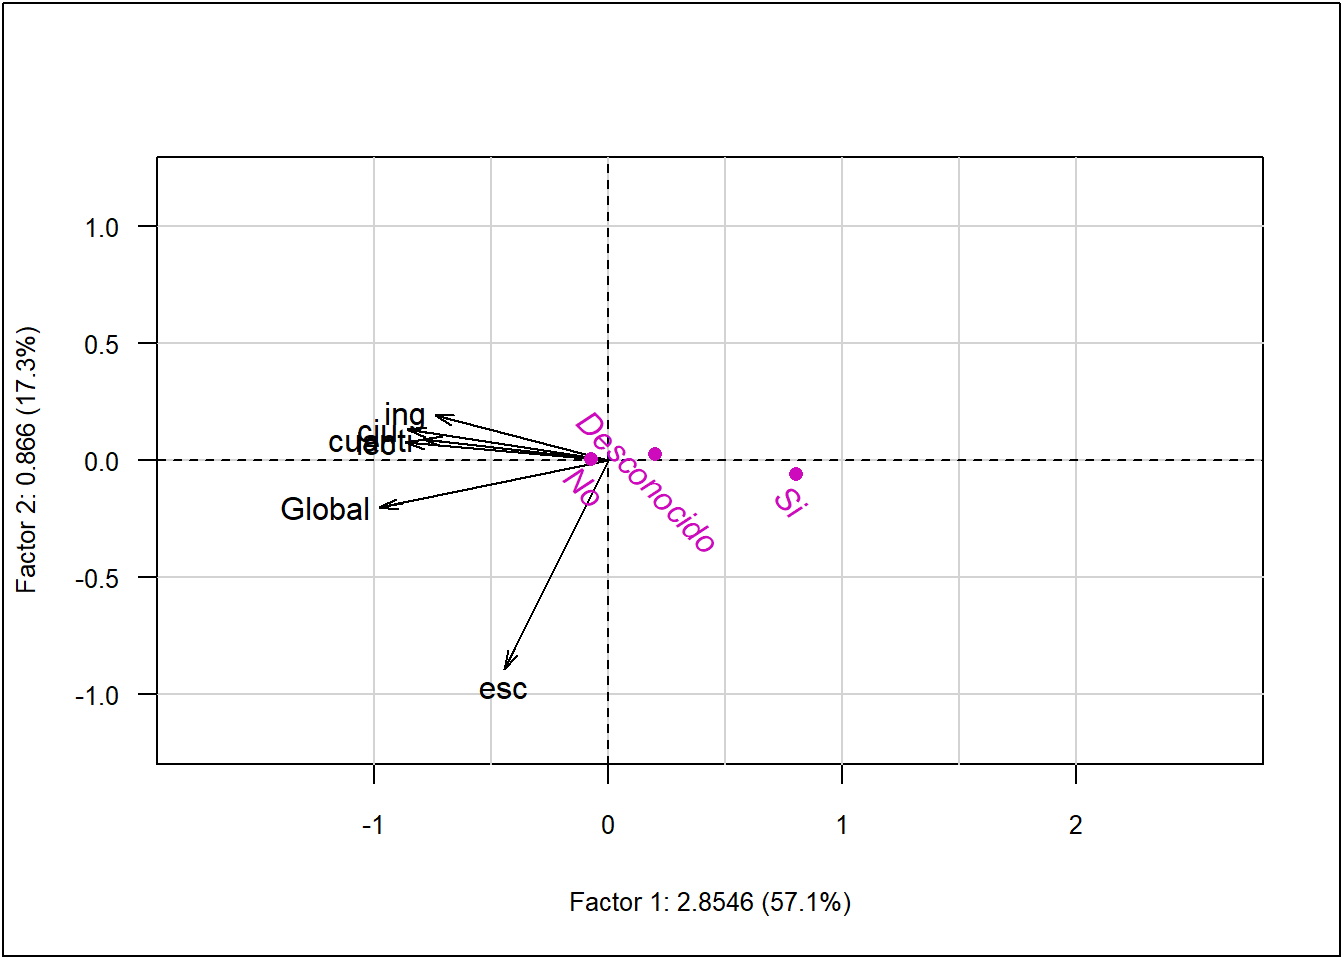 Factor 2: 0.866 (17.3%)
1.0
0.5
0.0
-0.5
-1.0
ing
Global
esc
Desconocido
No
Si
-1
0
1
2
Factor 1: 2.8546 (57.1%)